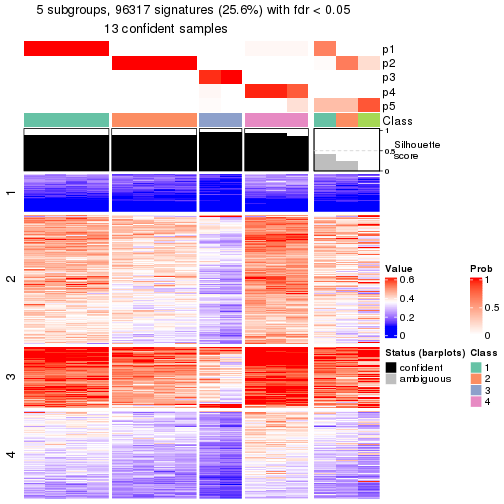 5 subgroups, 96317 signatures (25.6%) with fdr < 0.05
13 confident samples
p1
p2
p3
p4
p5
Class
1
0.5
0
Silhouette
score
1
2
3
4
Value
0.6
0.4
0.2
0
Prob
1
0.5
0
Status (barplots)
confident
ambiguous
Class
1
2
3
4